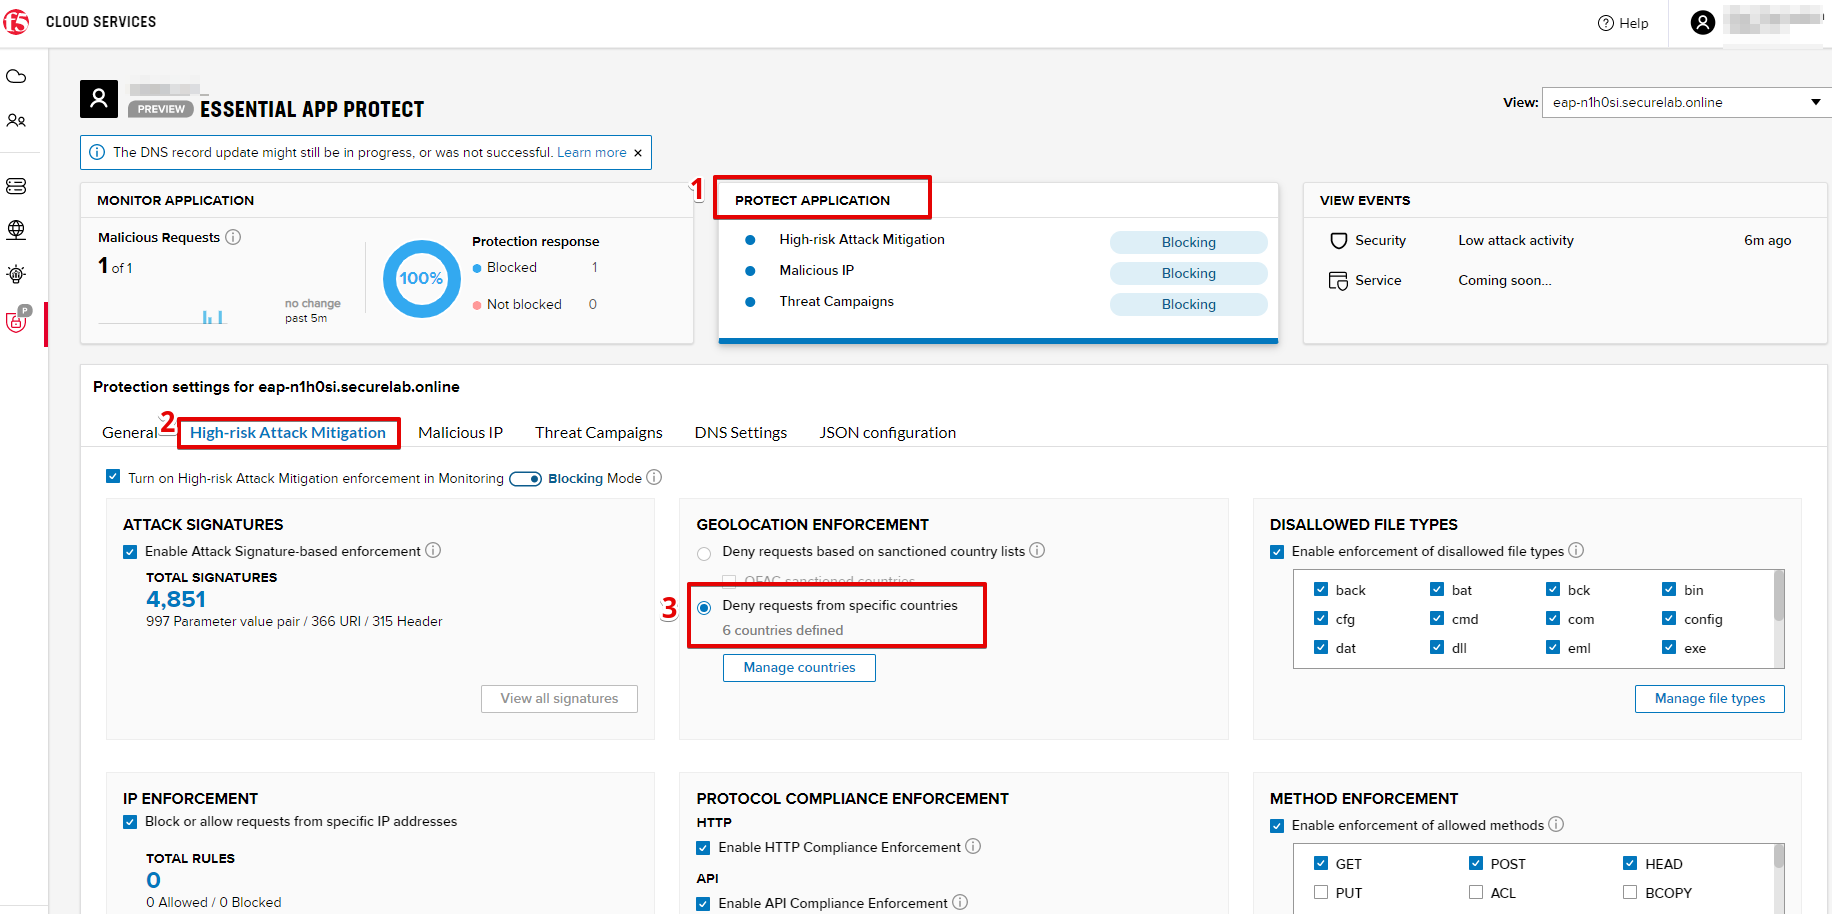 f5 CLOUD SERVICES
Help
PREVIEW ESSENTIAL APP PROTECT
View: eap-n1h0si.securelab.online
The DNS record update might still be in progress, or was not successful. Learn more ×
MONITOR APPLICATION
Malicious Requests
1 of 1
no change
past 5m
100%
Protection response
Blocked 1
Not blocked 0
1
PROTECT APPLICATION
High-risk Attack Mitigation Blocking
Malicious IP Blocking
Threat Campaigns Blocking
VIEW EVENTS
Security Low attack activity 6m ago
Service Coming soon...
P
Protection settings for eap-n1h0si.securelab.online
General 2 High-risk Attack Mitigation Malicious IP Threat Campaigns DNS Settings JSON configuration
Turn on High-risk Attack Mitigation enforcement in Monitoring Blocking Mode
ATTACK SIGNATURES
Enable Attack Signature-based enforcement
TOTAL SIGNATURES
4,851
997 Parameter value pair / 366 URI / 315 Header
View all signatures
GEOLOCATION ENFORCEMENT
Deny requests based on sanctioned country lists
OFAC sanctioned countries
3
Deny requests from specific countries
6 countries defined
Manage countries
DISALLOWED FILE TYPES
Enable enforcement of disallowed file types
back bat bck bin
cfg cmd com config
dat dll eml exe
Manage file types
IP ENFORCEMENT
Block or allow requests from specific IP addresses
TOTAL RULES
0
0 Allowed / 0 Blocked
PROTOCOL COMPLIANCE ENFORCEMENT
HTTP
Enable HTTP Compliance Enforcement
API
Enable API Compliance Enforcement
METHOD ENFORCEMENT
Enable enforcement of allowed methods
GET POST HEAD
PUT ACL BCOPY